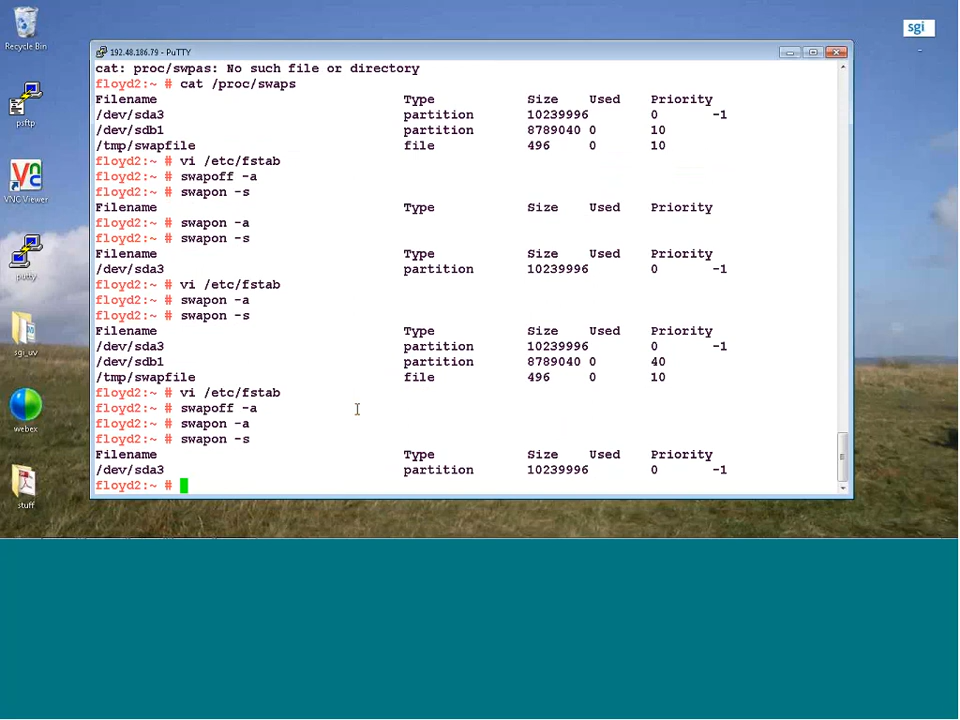 Recycle Bin
psftp
VNC Viewer
putty
sgi_uv
webex
stuff
sgi
192.48.186.79 - PuTTY
cat: proc/swpas: No such file or directory
floyd2:~ # cat /proc/swaps
Filename Type Size Used Priority
/dev/sda3 partition 10239996 0 -1
/dev/sdb1 partition 8789040 0 10
/tmp/swapfile file 496 0 10
floyd2:~ # vi /etc/fstab
floyd2:~ # swapoff -a
floyd2:~ # swapon -s
Filename Type Size Used Priority
floyd2:~ # swapon -a
floyd2:~ # swapon -s
Filename Type Size Used Priority
/dev/sda3 partition 10239996 0 -1
floyd2:~ # vi /etc/fstab
floyd2:~ # swapon -a
floyd2:~ # swapon -s
Filename Type Size Used Priority
/dev/sda3 partition 10239996 0 -1
/dev/sdb1 partition 8789040 0 40
/tmp/swapfile file 496 0 10
floyd2:~ # vi /etc/fstab
floyd2:~ # swapoff -a
floyd2:~ # swapon -a
floyd2:~ # swapon -s
Filename Type Size Used Priority
/dev/sda3 partition 10239996 0 -1
floyd2:~ #